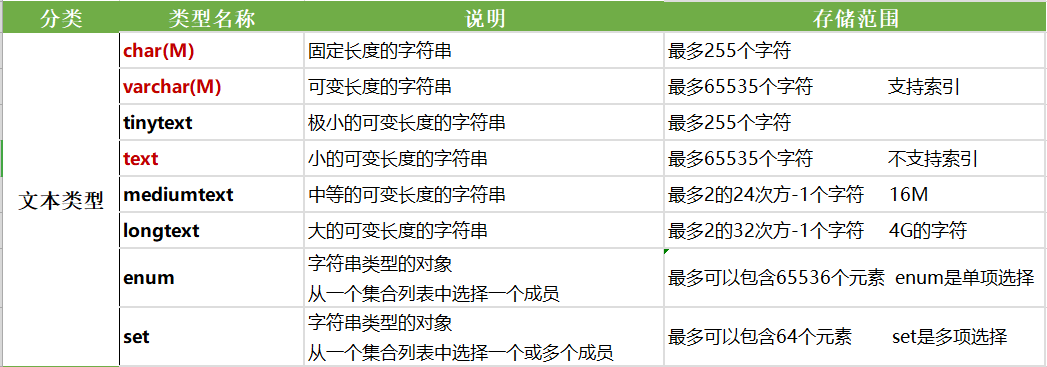 分类 类型名称 说明 存储范围
char(M) 固定长度的字符串 最多255个字符
varchar(M) 可变长度的字符串 最多65535个字符 支持索引
tinytext 极小的可变长度的字符串 最多255个字符
text 小的可变长度的字符串 最多65535个字符 不支持索引
文本类型 mediumtext 中等的可变长度的字符串 最多2的24次方-1个字符 16M
longtext 大的可变长度的字符串 最多2的32次方-1个字符 4G的字符
字符串类型的对象
enum 最多可以包含65536个元素 enum是单项选择
从一个集合列表中选择一个成员
字符串类型的对象
set 最多可以包含64个元素 set是多项选择
从一个集合列表中选择一个或多个成员